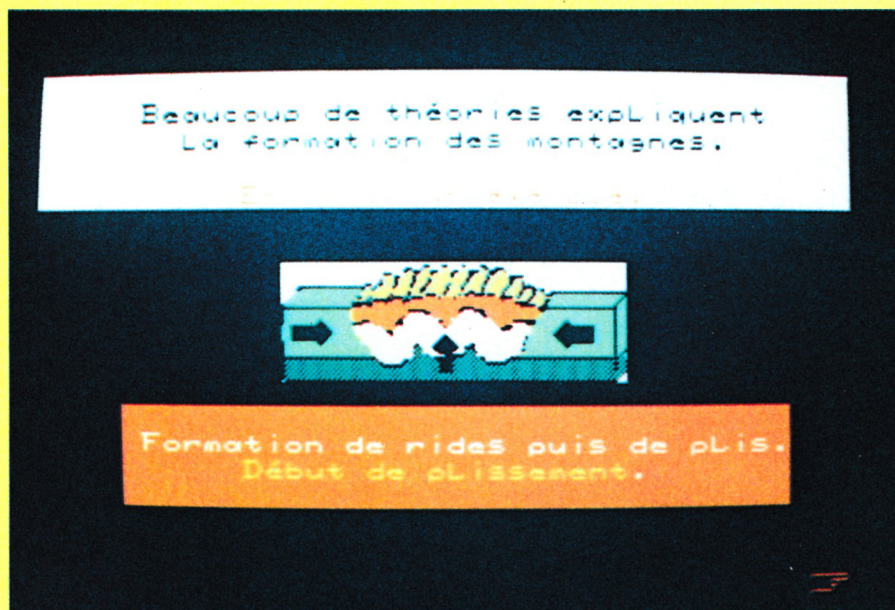 Beaucoup de théories expliquent
La formation des montagnes.
Formation de rides puis de plis.
Début de plissement.